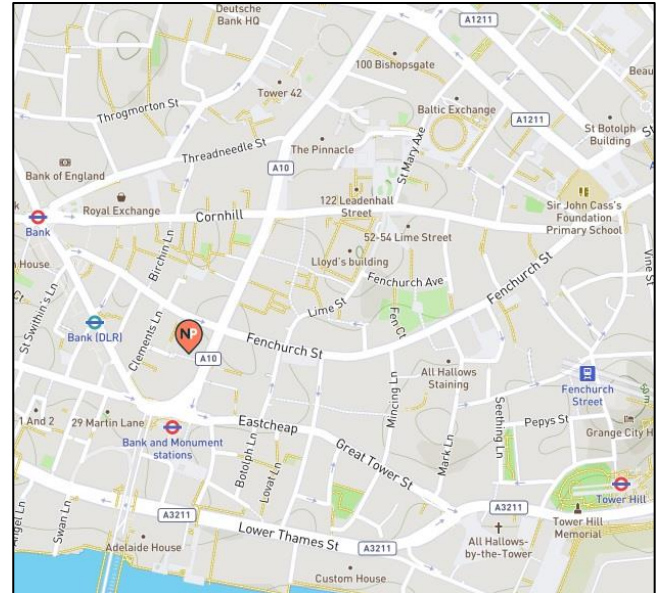 Deutsche
Bank HQ
A1211
100 Bishopsgate
Tower 42
Baltic Exchange
Throgmorton St
A1211
St Botolph
Building
The Pinnacle
Threadneedle St
St Mary Axe
A10
Bank of England
122 Leadenhall
Street
Sir John Cass's
Foundation
Primary School
Royal Exchange
Cornhill
Bank
52-54 Lime Street
Birchin Ln
Lloyd's building
Vine St
Fenchurch St
Fenchurch Ave
House
St Swithin's Ln
Lime St
Fen Ct
Bank (DLR)
Clements Ln
NP
Fenchurch St
A10
All Hallows
Staining
Fenchurch
Street
Mincing Ln
1 And 2
29 Martin Lane
Eastcheap
Mark Ln
Seething Ln
Pepys St
Grange City H
Bank and Monument
stations
Botolph Ln
Great Tower St
Lovat Ln
Tower Hill
Swan Ln
A3211
Lower Thames St
A3211
Tower Hill
Memorial
Adelaide House
A3211
All Hallows-
by-the-Tower
Custom House